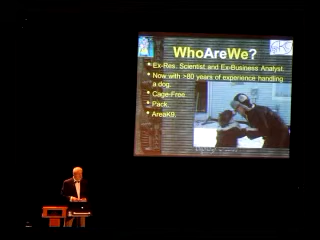 WhoAreWe?
• Ex-Res. Scientist and Ex-Business Analyst.
• Now with >60 years of experience handling
a dog.
• Cage-Free.
• Pack.
• AreaK9.